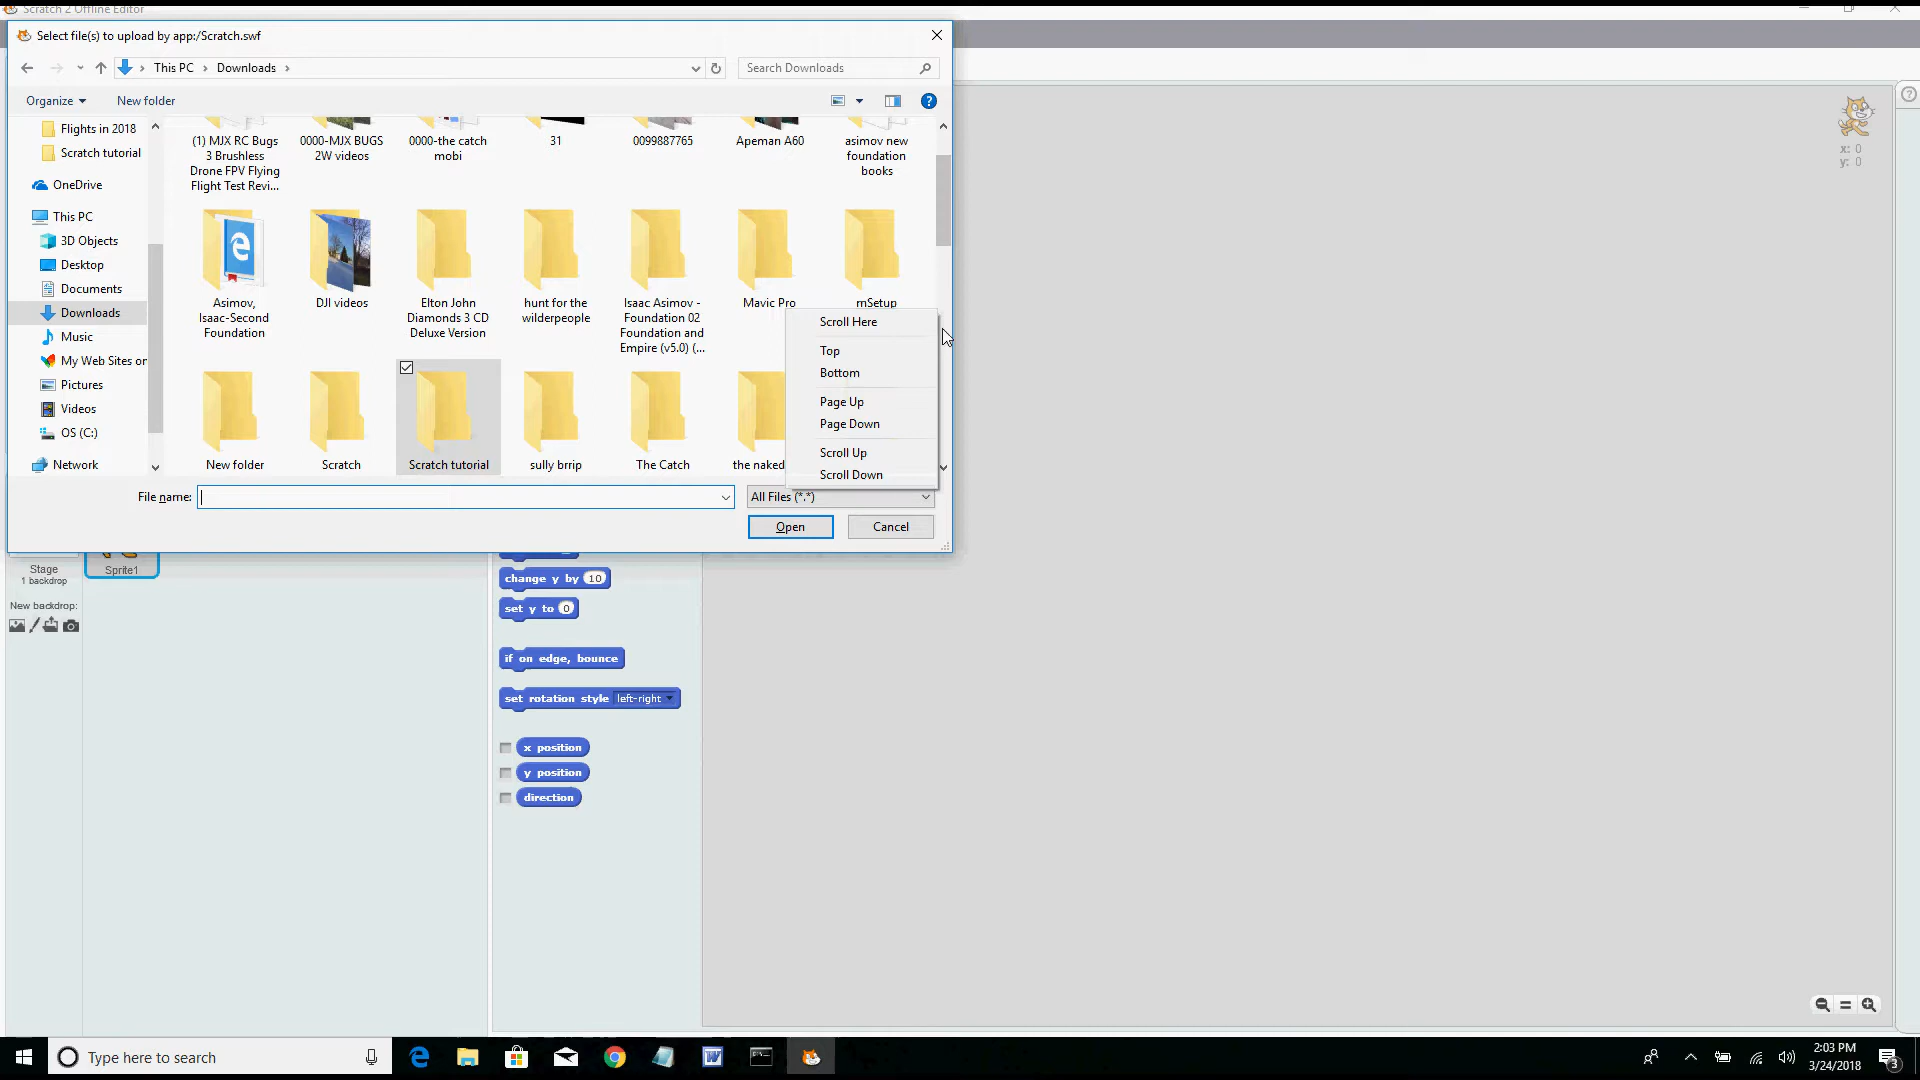 Scratch 2 Offline Editor
Select file(s) to upload by app:/Scratch.swf
This PC > Downloads >
Search Downloads
Organize
New folder
Flights in 2018
Scratch tutorial
OneDrive
This PC
3D Objects
Desktop
Documents
Downloads
Music
My Web Sites on
Pictures
Videos
OS (C:)
Network
(1) MJX RC Bugs
3 Brushless
Drone FPV Flying
Flight Test Revi...
0000-MJX BUGS
2W videos
0000-the catch
mobi
31
0099887765
Apeman A60
asimov new
foundation
books
Asimov,
Isaac-Second
Foundation
DJI videos
Elton John
Diamonds 3 CD
Deluxe Version
hunt for the
wilderpeople
Isaac Asimov -
Foundation 02
Foundation and
Empire (v5.0) (...
Mavic Pro
mSetup
New folder
Scratch
Scratch tutorial
sully brrip
The Catch
the naked
Scroll Here
Top
Bottom
Page Up
Page Down
Scroll Up
Scroll Down
File name:
All Files (*.*)
Open
Cancel
x: 0
y: 0
Stage
1 backdrop
Sprite1
New backdrop:
change y by 10
set y to 0
if on edge, bounce
set rotation style left-right
x position
y position
direction
Type here to search
2:03 PM
3/24/2018
3